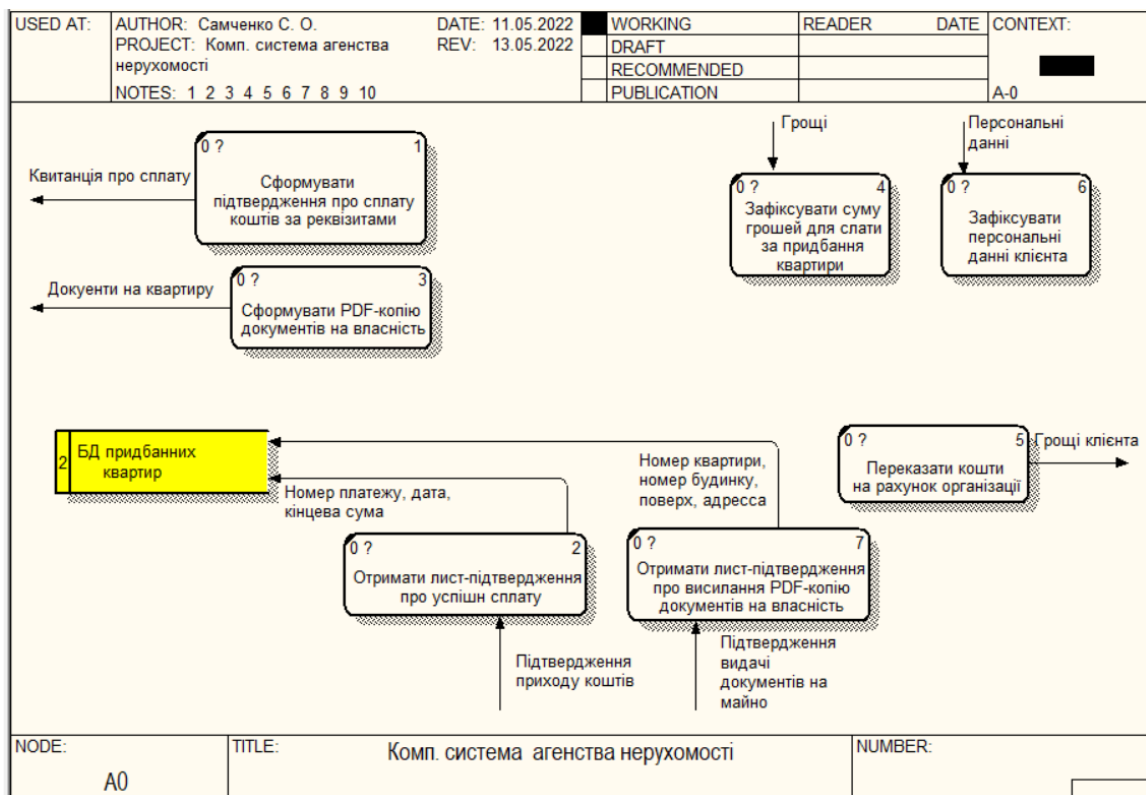 USED AT:
AUTHOR: Самченко С. О.
DATE: 11.05.2022
PROJECT: Комп. система агенства
нерухомості
REV: 13.05.2022
NOTES: 1 2 3 4 5 6 7 8 9 10
WORKING
DRAFT
RECOMMENDED
PUBLICATION
READER
DATE
CONTEXT:
A-0
Квитанція про сплату
0 ?
1
Сформувати
підтвердження про сплату
коштів за реквізитами
Грощі
0 ?
4
Зафіксувати суму
грошей для слати
за придбання
квартири
Персональні
данні
0 ?
6
Зафіксувати
персональні
данні клієнта
Докуенти на квартиру
0 ?
3
Сформувати PDF-копію
документів на власність
2
БД придбанних
квартир
Номер платежу, дата,
кінцева сума
Номер квартири,
номер будинку,
поверх, адресса
0 ?
5
Переказати кошти
на рахунок організації
Грощі клієнта
0 ?
2
Отримати лист-підтвердження
про успішн сплату
0 ?
7
Отримати лист-підтвердження
про висилання PDF-копію
документів на власність
Підтвердження
приходу коштів
Підтвердження
видачі
документів на
майно
NODE:
A0
TITLE:
Комп. система агенства нерухомості
NUMBER: